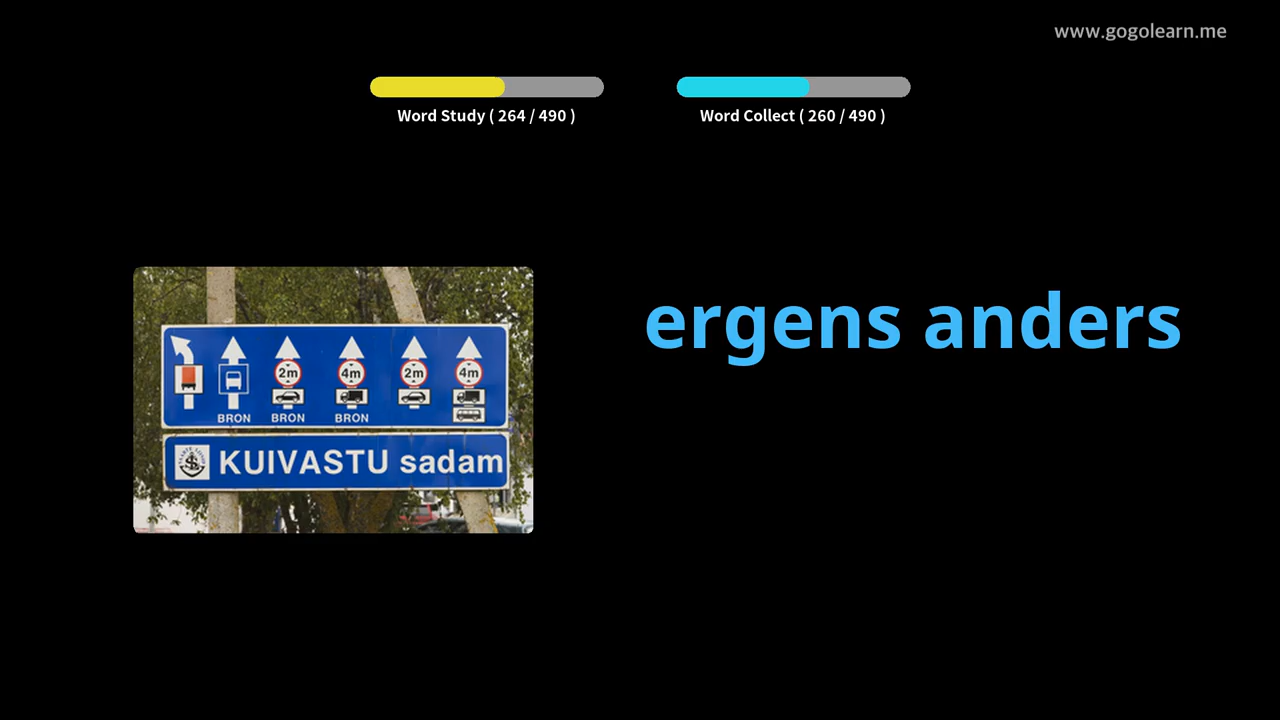 www.gogolearn.me
Word Study ( 264 / 490 )
Word Collect ( 260 / 490 )
ergens anders
2m 4m 2m 4m
BRON BRON BRON
KUIVASTU sadam